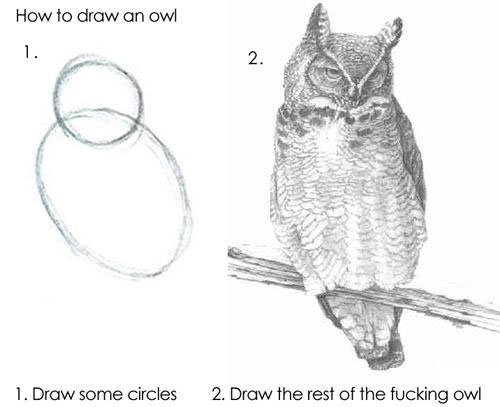 How to draw an owl
1.
2.
1. Draw some circles
2. Draw the rest of the fucking owl